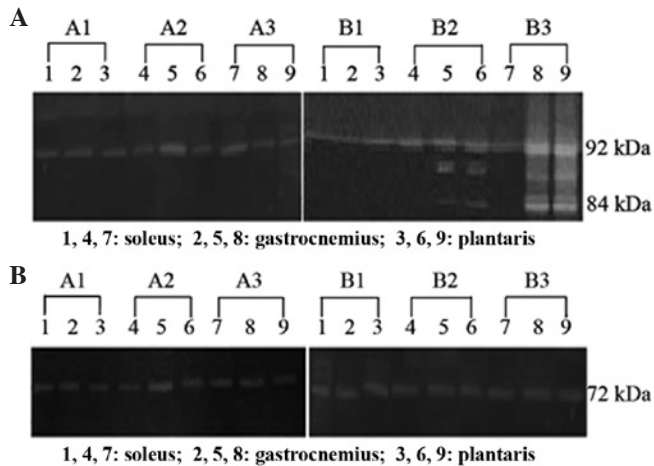 A
A1 A2 A3 B1 B2 B3
1 2 3 4 5 6 7 8 9 1 2 3 4 5 6 7 8 9
92 kDa
84 kDa
1, 4, 7: soleus; 2, 5, 8: gastrocnemius; 3, 6, 9: plantaris
B
A1 A2 A3 B1 B2 B3
1 2 3 4 5 6 7 8 9 1 2 3 4 5 6 7 8 9
72 kDa
1, 4, 7: soleus; 2, 5, 8: gastrocnemius; 3, 6, 9: plantaris